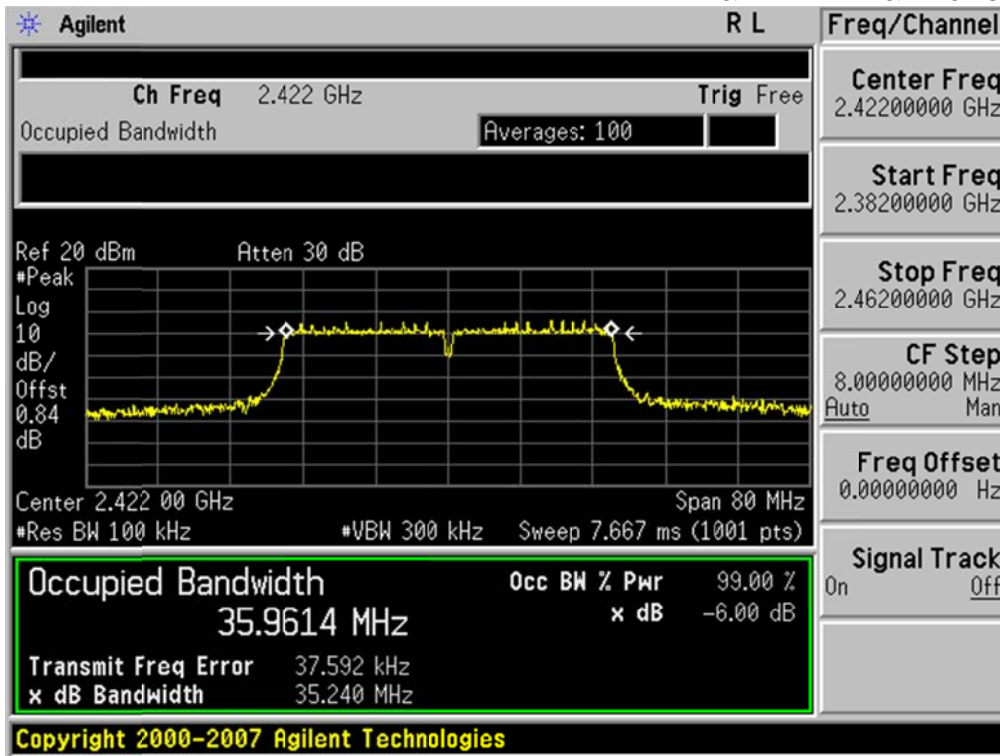 Agilent
R L
Freq/Channel
Ch Freq 2.422 GHz
Trig Free
Occupied Bandwidth
Averages: 100
Center Freq
2.42200000 GHz
Start Freq
2.38200000 GHz
Stop Freq
2.46200000 GHz
CF Step
8.00000000 MHz
Auto Man
Freq Offset
0.00000000 Hz
Signal Track
On Off
Ref 20 dBm
Atten 30 dB
#Peak
Log
10
dB/
Offst
0.84
dB
Center 2.422 00 GHz
Span 80 MHz
#Res BW 100 kHz
#VBW 300 kHz
Sweep 7.667 ms (1001 pts)
Occupied Bandwidth
35.9614 MHz
Occ BW % Pwr 99.00 %
x dB -6.00 dB
Transmit Freq Error 37.592 kHz
x dB Bandwidth 35.240 MHz
Copyright 2000-2007 Agilent Technologies